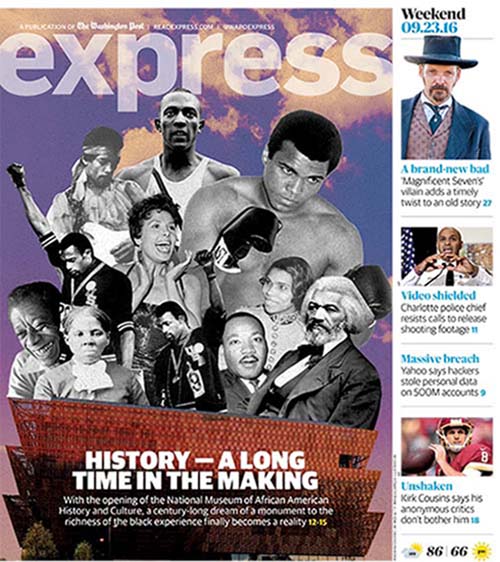 A PUBLICATION OF The Washington Post | READEXPRESS.COM | @WAPOEXPRESS
express
HISTORY — A LONG
TIME IN THE MAKING
With the opening of the National Museum of African American
History and Culture, a century-long dream of a monument to the
richness of the black experience finally becomes a reality 12-15
Weekend
09.23.16
A brand-new bad
'Magnificent Seven's'
villain adds a timely
twist to an old story 27
Video shielded
Charlotte police chief
resists calls to release
shooting footage 11
Massive breach
Yahoo says hackers
stole personal data
on 500M accounts 9
8
Unshaken
Kirk Cousins says his
anonymous critics
don't bother him 18
86 | 66